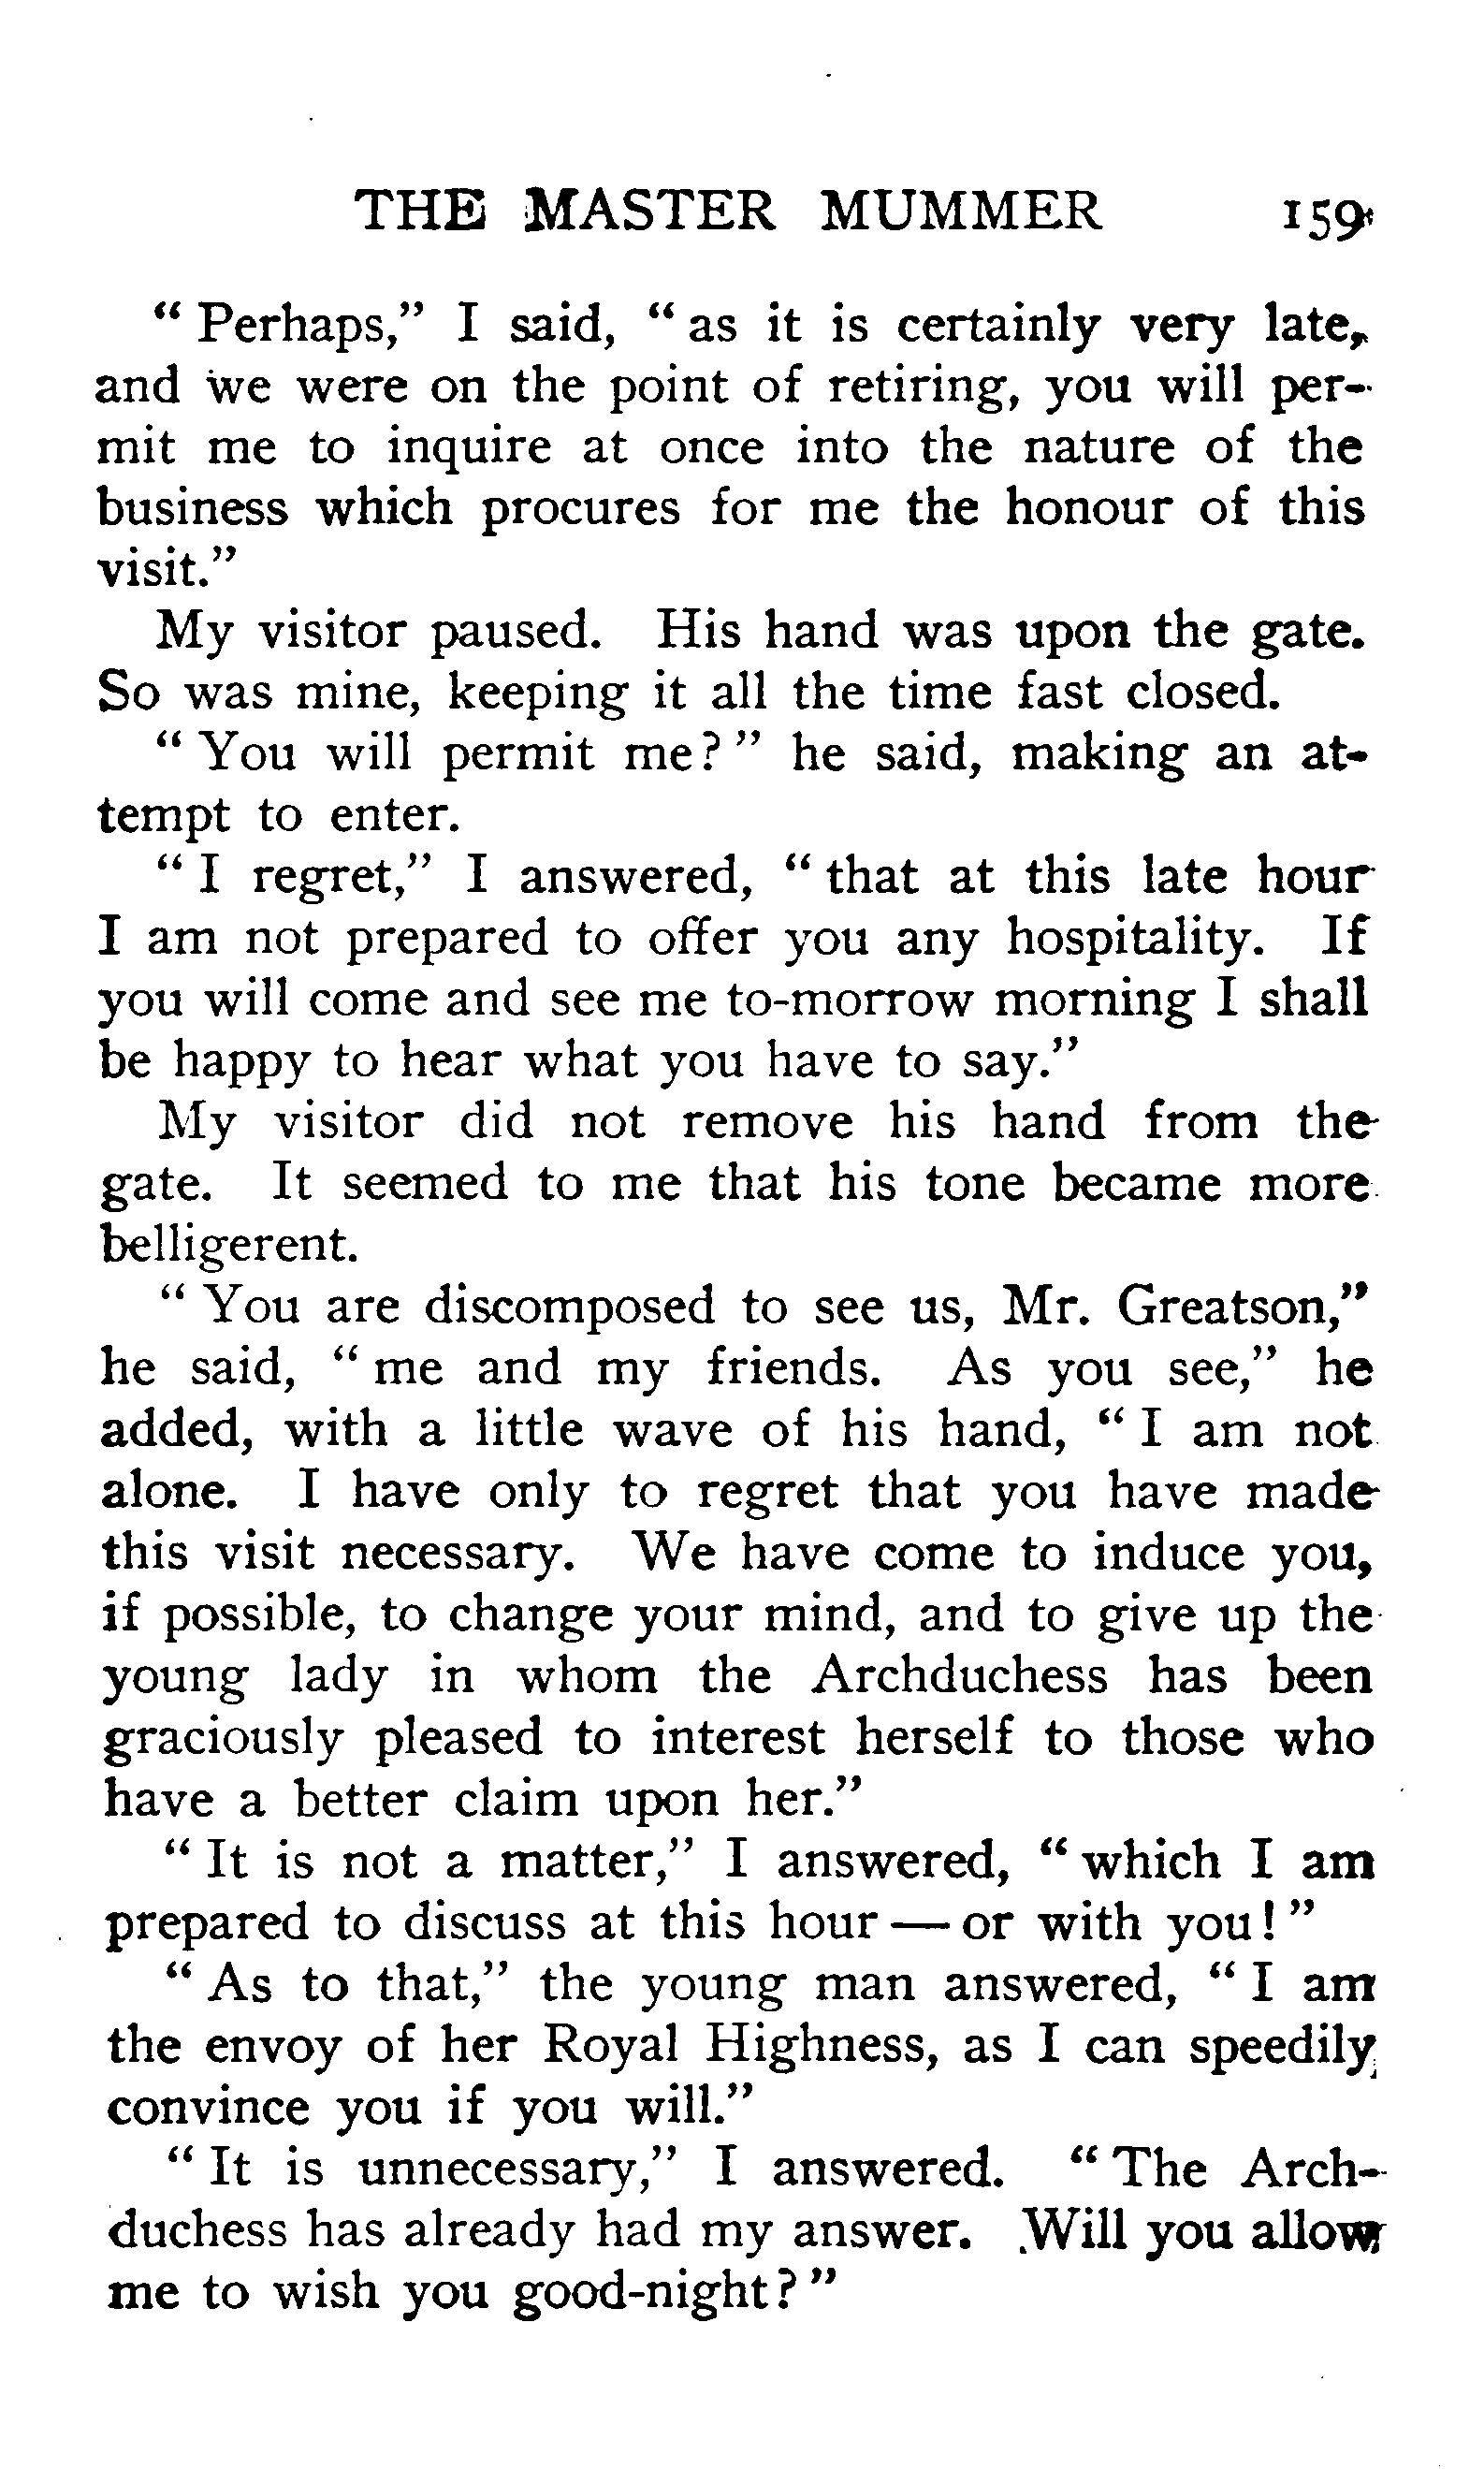 THE MASTER MUMMER 159
" Perhaps," I said, " as it is certainly very late,
and we were on the point of retiring, you will per-
mit me to inquire at once into the nature of the
business which procures for me the honour of this
visit."
My visitor paused. His hand was upon the gate.
So was mine, keeping it all the time fast closed.
" You will permit me? " he said, making an at-
tempt to enter.
" I regret," I answered, " that at this late hour
I am not prepared to offer you any hospitality. If
you will come and see me to-morrow morning I shall
be happy to hear what you have to say."
My visitor did not remove his hand from the
gate. It seemed to me that his tone became more
belligerent.
" You are discomposed to see us, Mr. Greatson,"
he said, " me and my friends. As you see," he
added, with a little wave of his hand, " I am not
alone. I have only to regret that you have made
this visit necessary. We have come to induce you,
if possible, to change your mind, and to give up the
young lady in whom the Archduchess has been
graciously pleased to interest herself to those who
have a better claim upon her."
" It is not a matter," I answered, " which I am
prepared to discuss at this hour — or with you! "
" As to that," the young man answered, " I am
the envoy of her Royal Highness, as I can speedily
convince you if you will."
" It is unnecessary," I answered. " The Arch-
duchess has already had my answer. Will you allow
me to wish you good-night? "